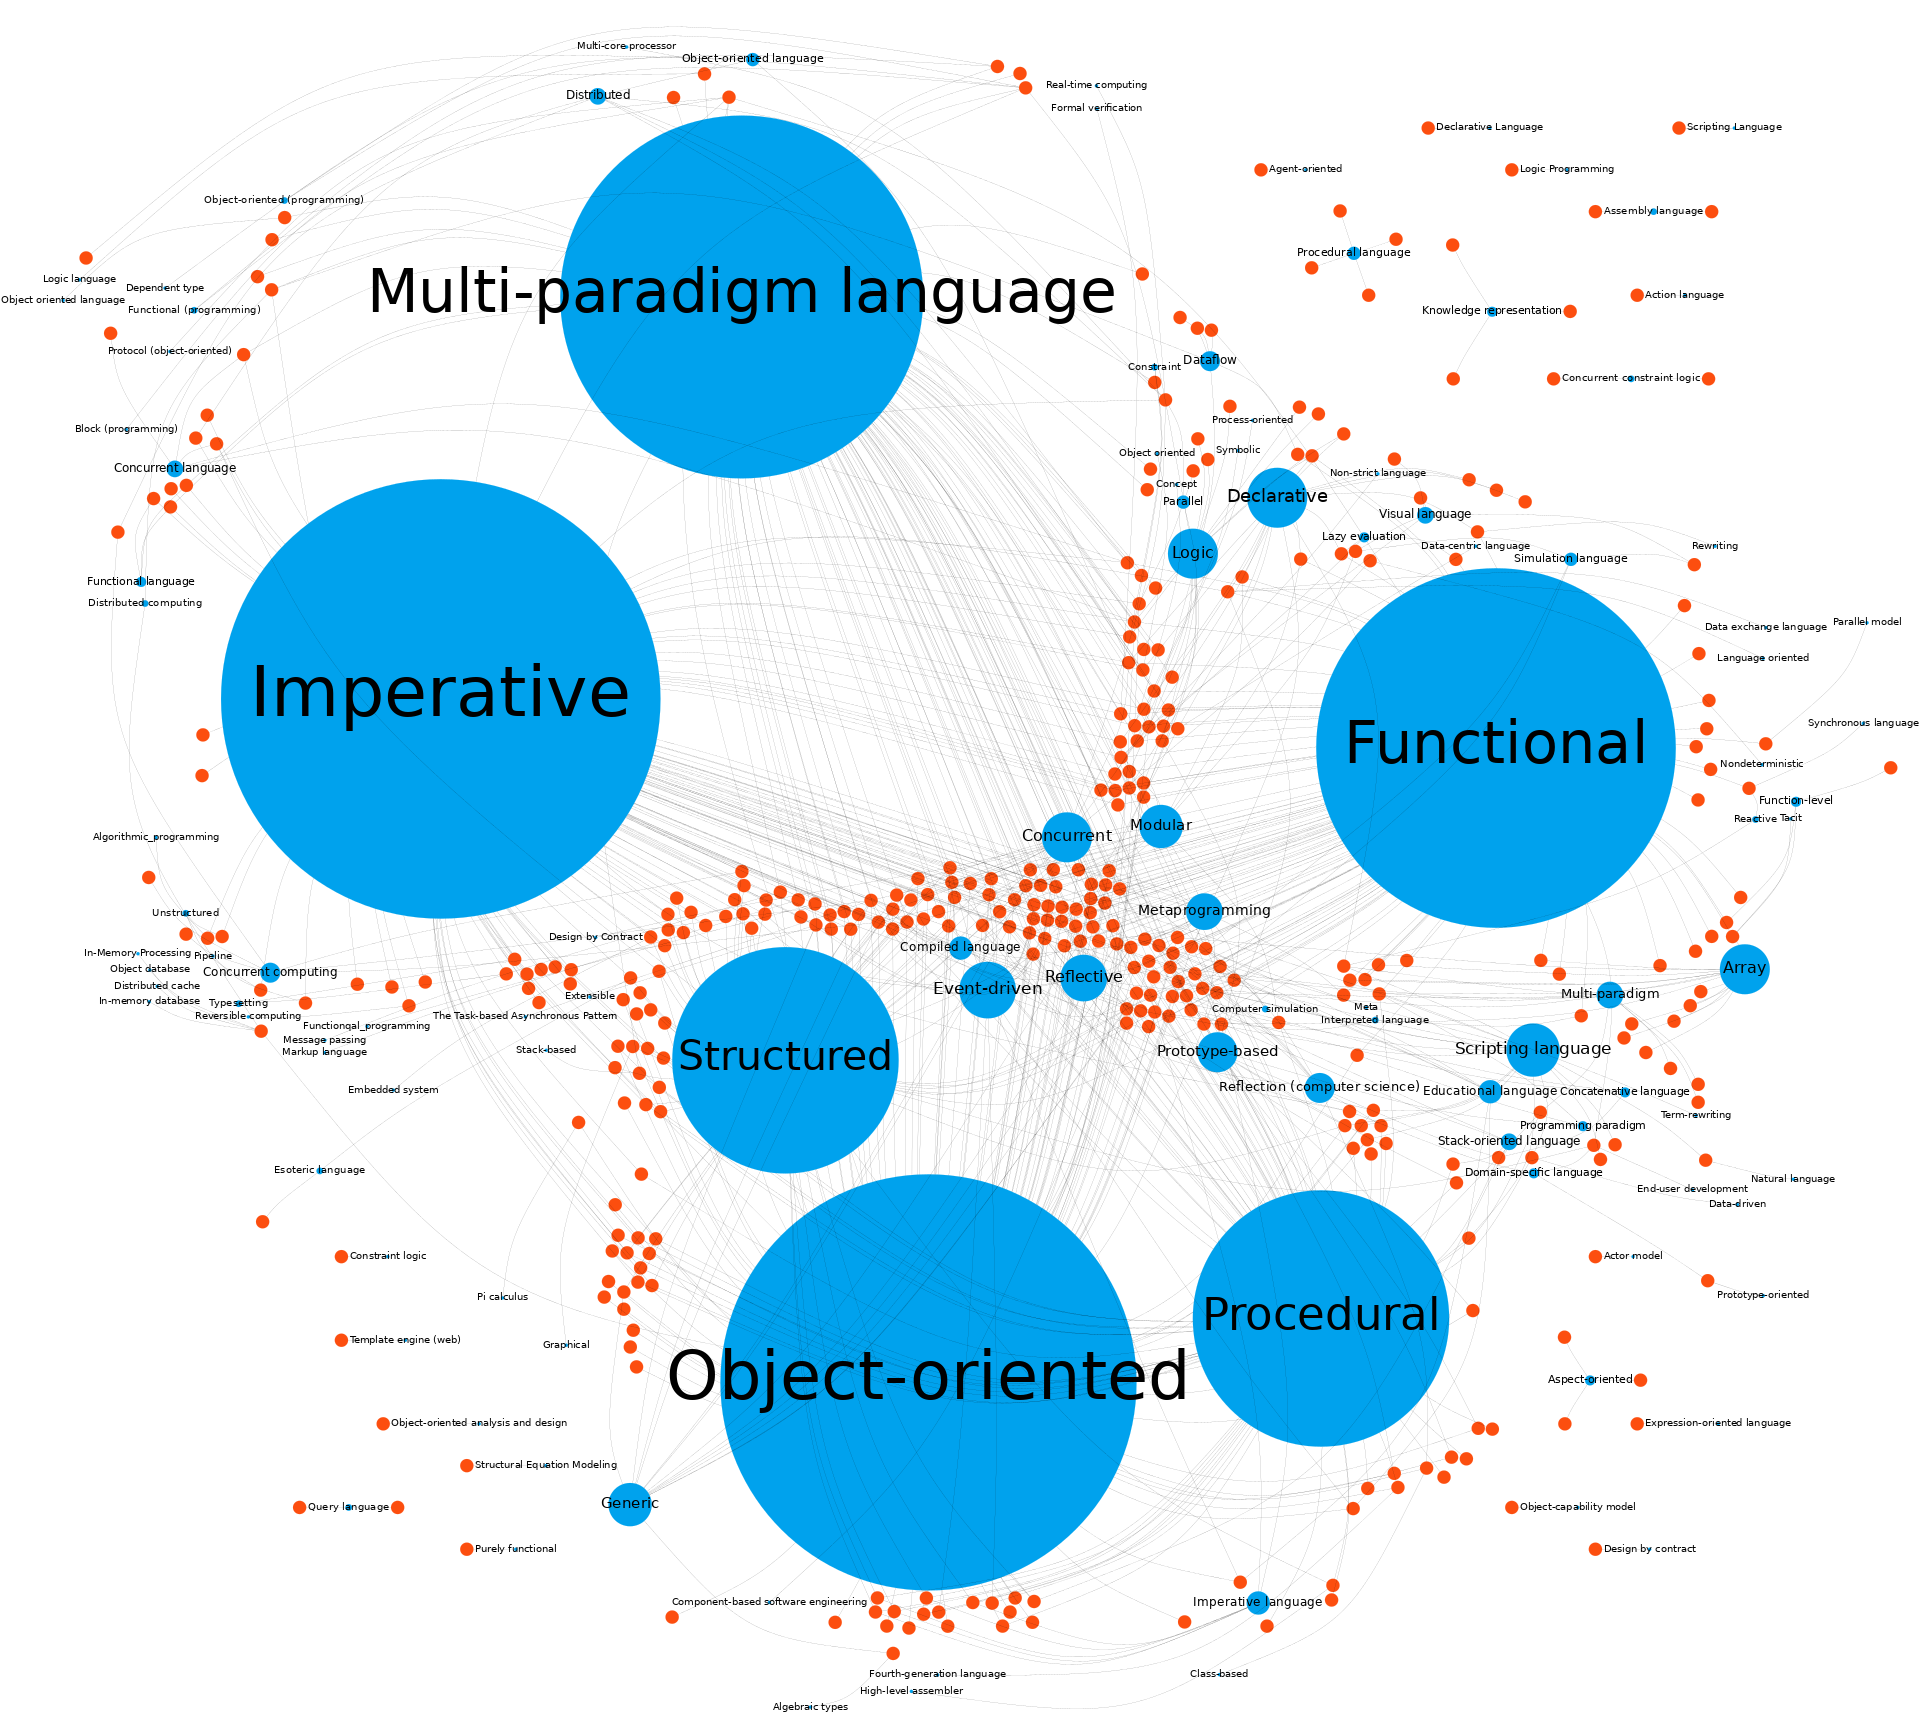 Multi-core processor
Object-oriented language
Real-time computing
Distributed
Formal verification
Declarative Language
Scripting Language
Agent-oriented
Logic Programming
Object-oriented (programming)
Assembly language
Procedural language
Logic language
Dependent type
Object oriented language
Multi-paradigm language
Action language
Functional (programming)
Knowledge representation
Protocol (object-oriented)
Dataflow
Constraint
Concurrent constraint logic
Process-oriented
Block (programming)
Object oriented
Symbolic
Concurrent language
Non-strict language
Concept
Declarative
Parallel
Visual language
Lazy evaluation
Data-centric language
Rewriting
Logic
Simulation language
Functional language
Distributed computing
Parallel model
Data exchange language
Language oriented
Imperative
Synchronous language
Functional
Nondeterministic
Function-level
Reactive
Tacit
Modular
Concurrent
Algorithmic_programming
Unstructured
Metaprogramming
Design by Contract
Compiled language
In-Memory Processing
Pipeline
Object database
Concurrent computing
Array
Reflective
Distributed cache
Event-driven
Extensible
Multi-paradigm
In-memory database
Typesetting
Meta
Computer simulation
Reversible computing
The Task-based Asynchronous Pattern
Interpreted language
Functionqal_programming
Message passing
Markup language
Stack-based
Structured
Prototype-based
Scripting language
Embedded system
Reflection (computer science)
Educational language
Concatenative language
Term-rewriting
Programming paradigm
Stack-oriented language
Esoteric language
Domain-specific language
Natural language
End-user development
Data-driven
Constraint logic
Actor model
Pi calculus
Prototype-oriented
Procedural
Template engine (web)
Graphical
Object-oriented
Aspect-oriented
Object-oriented analysis and design
Expression-oriented language
Structural Equation Modeling
Generic
Query language
Object-capability model
Purely functional
Design by contract
Component-based software engineering
Imperative language
Fourth-generation language
Class-based
High-level assembler
Algebraic types